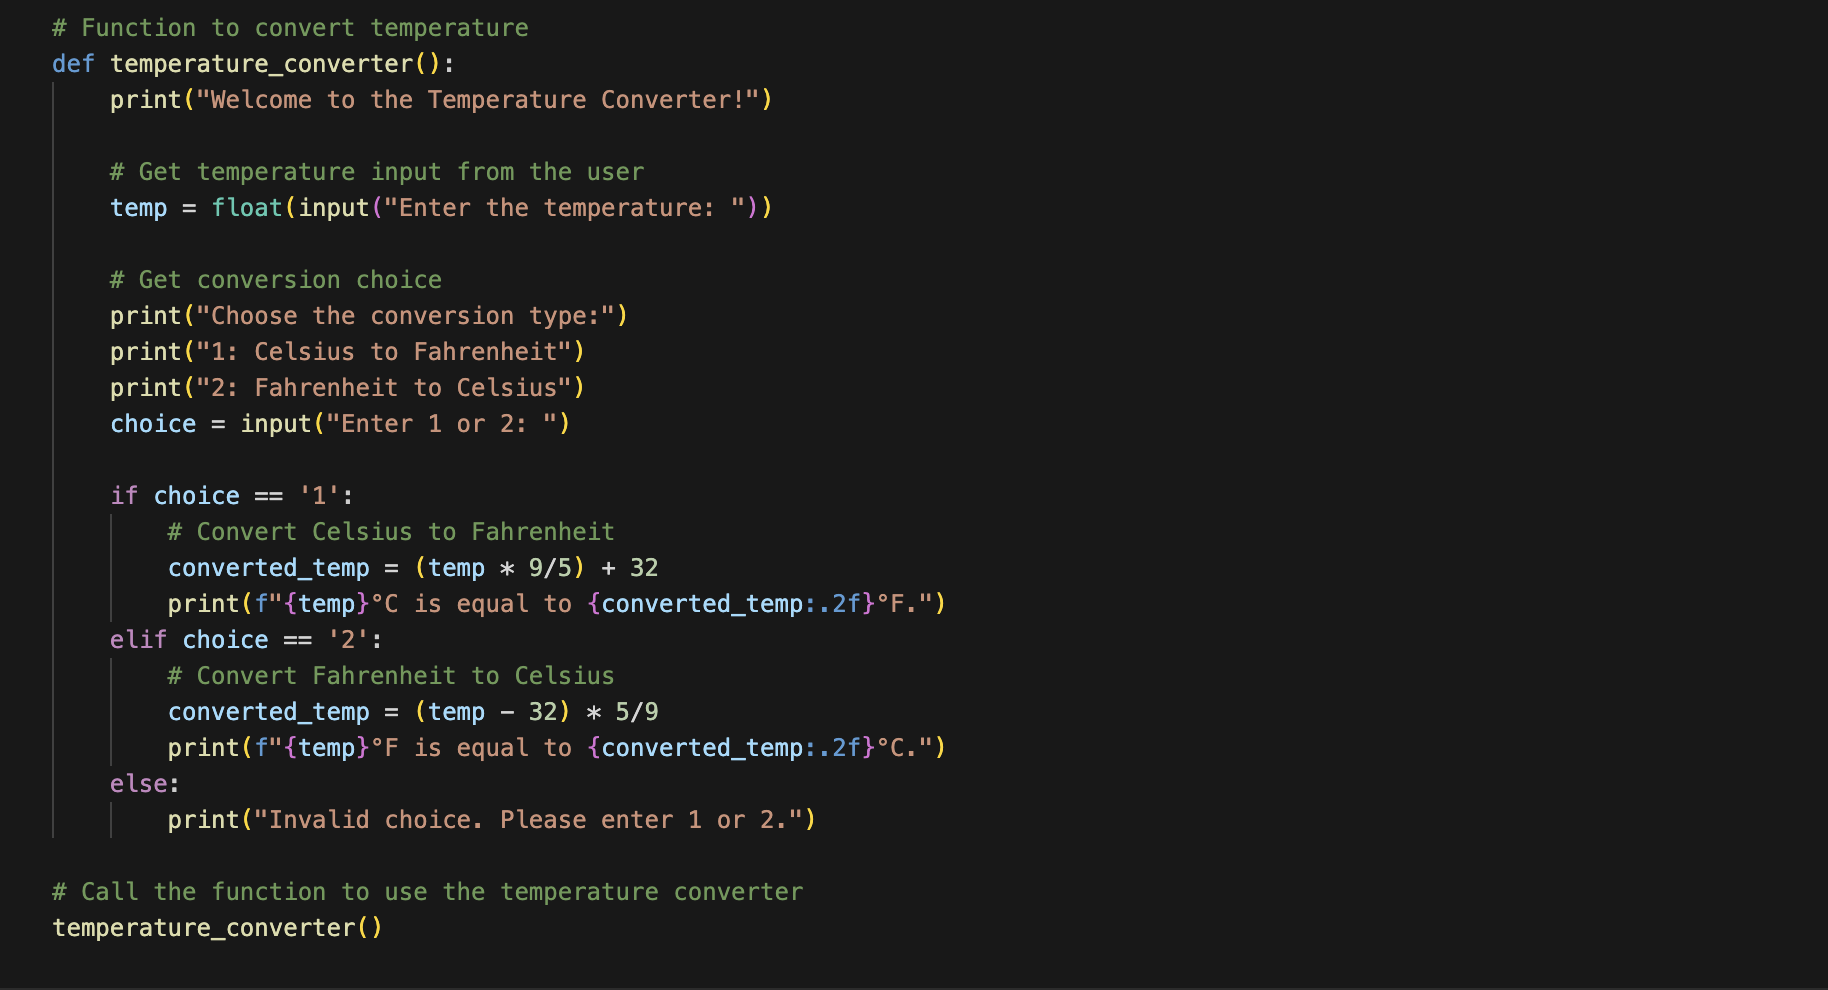 # Function to convert temperature
def temperature_converter():
    print("Welcome to the Temperature Converter!")

    # Get temperature input from the user
    temp = float(input("Enter the temperature: "))

    # Get conversion choice
    print("Choose the conversion type:")
    print("1: Celsius to Fahrenheit")
    print("2: Fahrenheit to Celsius")
    choice = input("Enter 1 or 2: ")

    if choice == '1':
        # Convert Celsius to Fahrenheit
        converted_temp = (temp * 9/5) + 32
        print(f"{temp}°C is equal to {converted_temp:.2f}°F.")
    elif choice == '2':
        # Convert Fahrenheit to Celsius
        converted_temp = (temp - 32) * 5/9
        print(f"{temp}°F is equal to {converted_temp:.2f}°C.")
    else:
        print("Invalid choice. Please enter 1 or 2.")

# Call the function to use the temperature converter
temperature_converter()